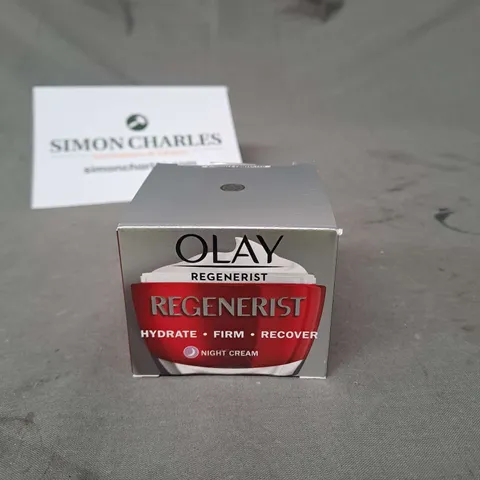 SIMON CHARLES
OLAY
REGENERIST
REGENERIST
HYDRATE • FIRM • RECOVER
NIGHT CREAM